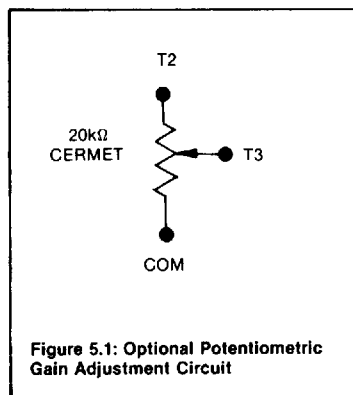 T2
20kΩ
CERMET
T3
COM
Figure 5.1: Optional Potentiometric
Gain Adjustment Circuit